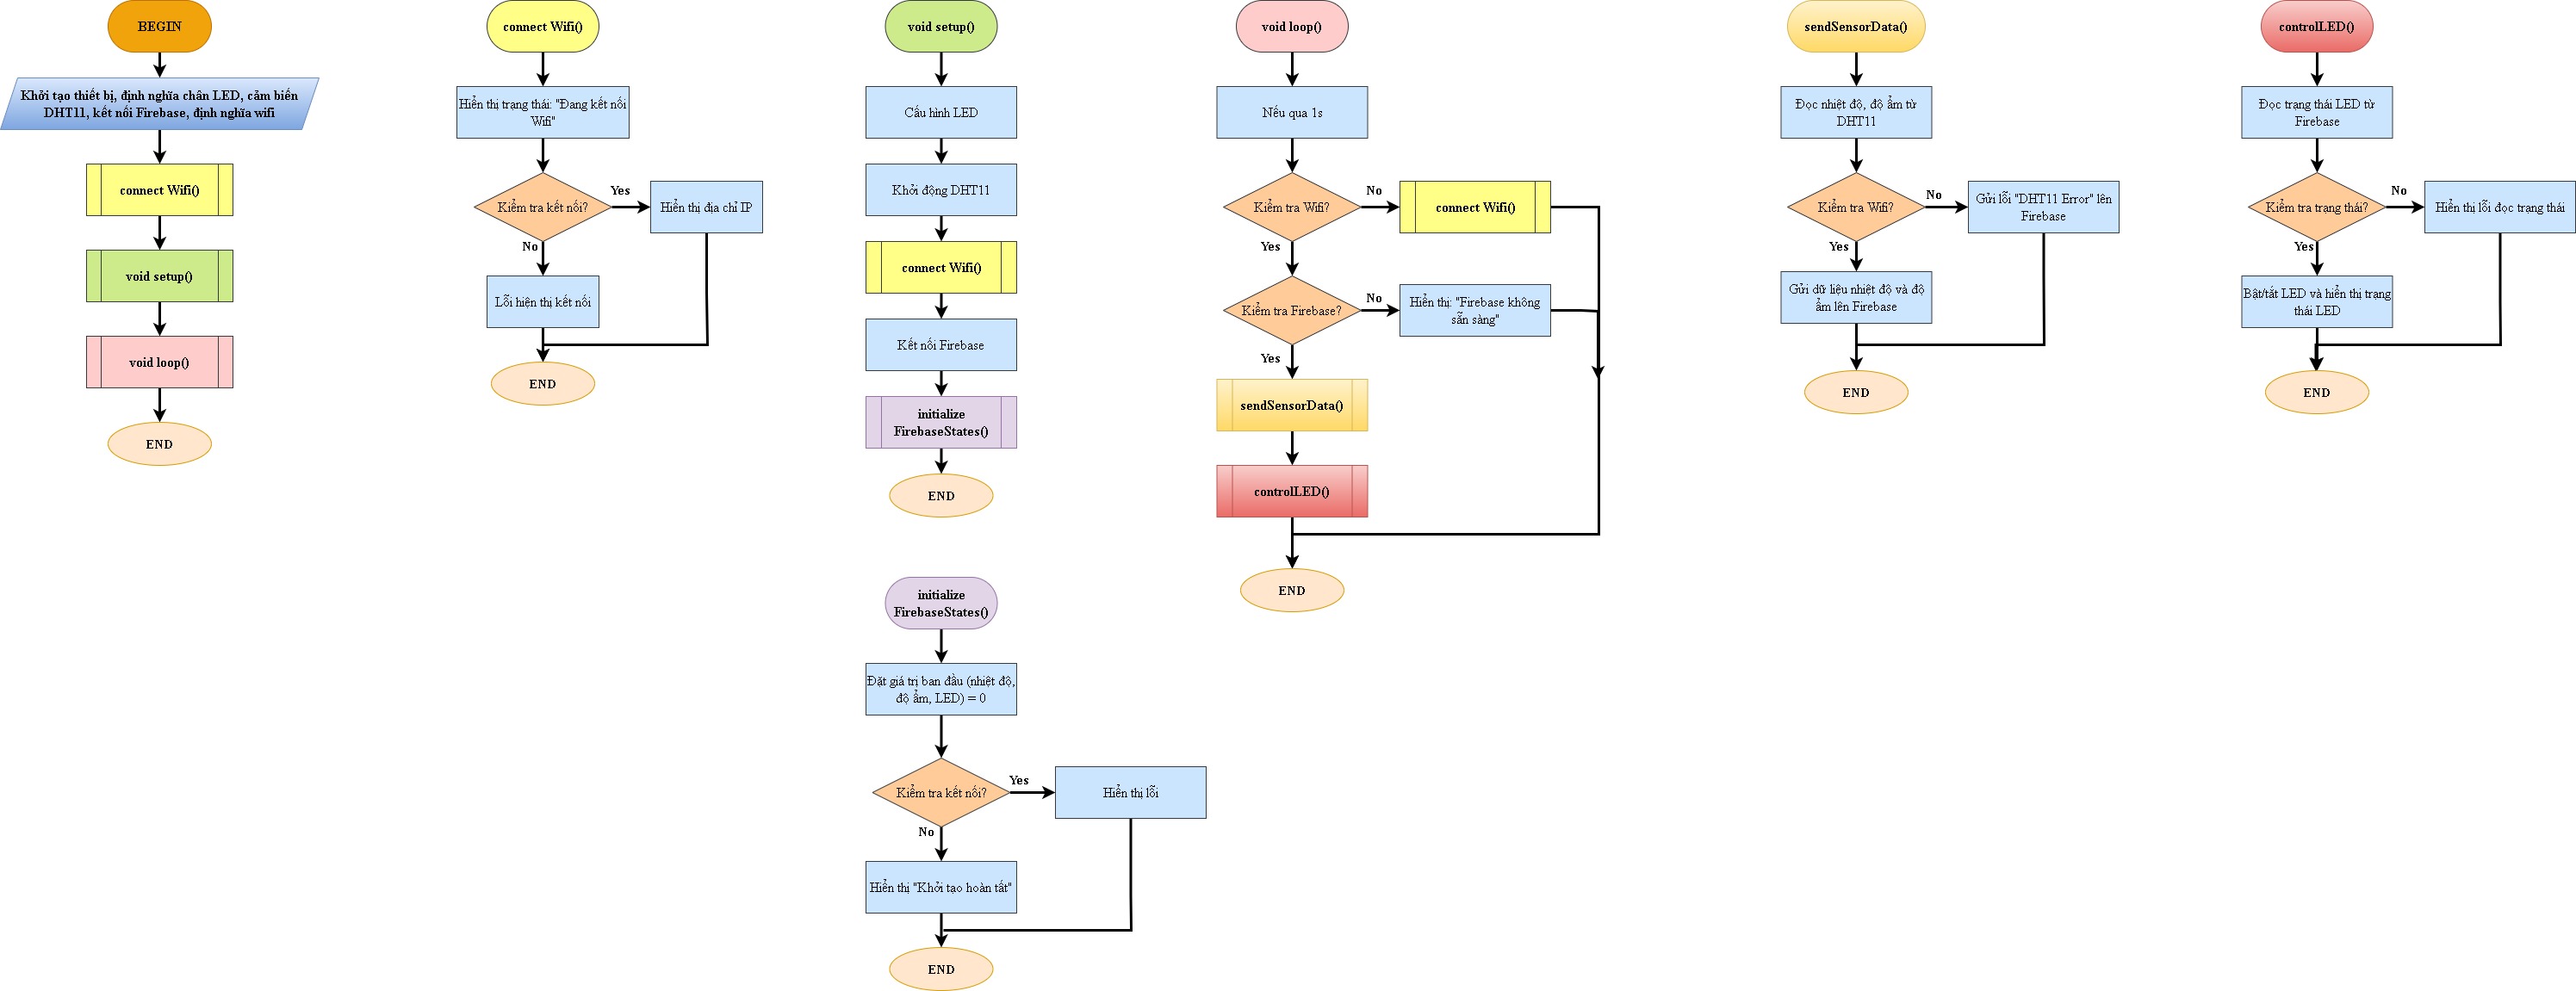 BEGIN
Khởi tạo thiết bị, định nghĩa chân LED, cảm biến
DHT11, kết nối Firebase, định nghĩa wifi
connect Wifi()
void setup()
void loop()
END
connect Wifi()
Hiển thị trạng thái: "Đang kết nối
Wifi"
Kiểm tra kết nối?
Yes
Hiển thị địa chỉ IP
No
Lỗi hiện thị kết nối
END
void setup()
Cấu hình LED
Khởi động DHT11
connect Wifi()
Kết nối Firebase
initialize
FirebaseStates()
END
initialize
FirebaseStates()
Đặt giá trị ban đầu (nhiệt độ,
độ ẩm, LED) = 0
Kiểm tra kết nối?
Yes
Hiển thị lỗi
No
Hiển thị "Khởi tạo hoàn tất"
END
void loop()
Nếu qua 1s
Kiểm tra Wifi?
No
connect Wifi()
Yes
Kiểm tra Firebase?
No
Hiển thị: "Firebase không
sẵn sàng"
Yes
sendSensorData()
controlLED()
END
sendSensorData()
Đọc nhiệt độ, độ ẩm từ
DHT11
Kiểm tra Wifi?
No
Gửi lỗi "DHT11 Error" lên
Firebase
Yes
Gửi dữ liệu nhiệt độ và độ
ẩm lên Firebase
END
controlLED()
Đọc trạng thái LED từ
Firebase
Kiểm tra trạng thái?
No
Hiển thị lỗi đọc trạng thái
Yes
Bật/tắt LED và hiển thị trạng
thái LED
END